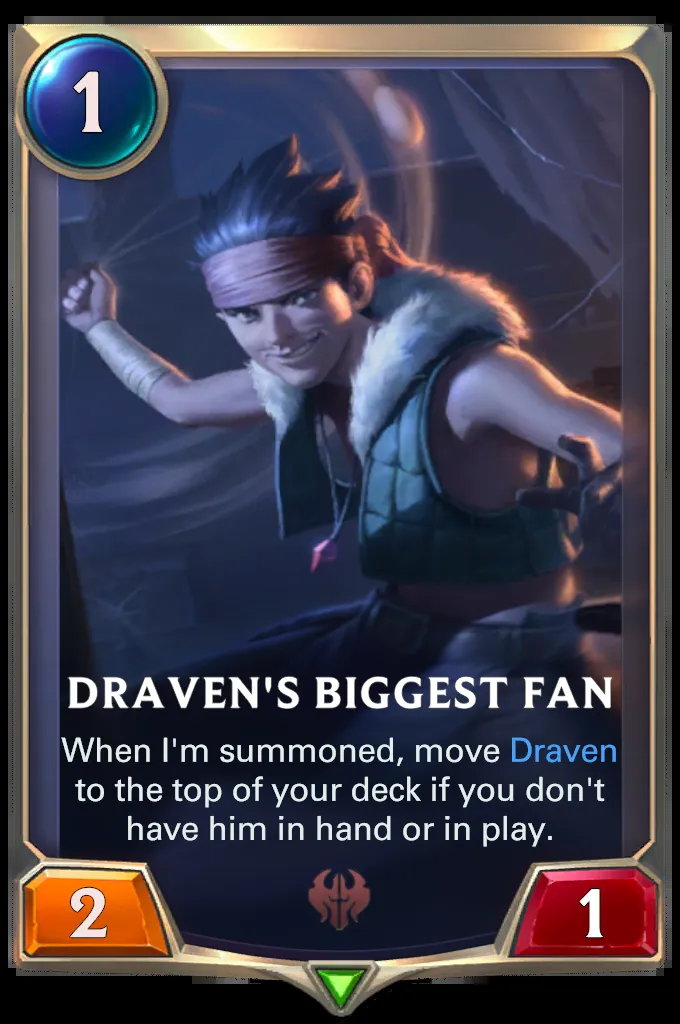 1
DRAVEN'S BIGGEST FAN
When I'm summoned, move Draven
to the top of your deck if you don't
have him in hand or in play.
2
1